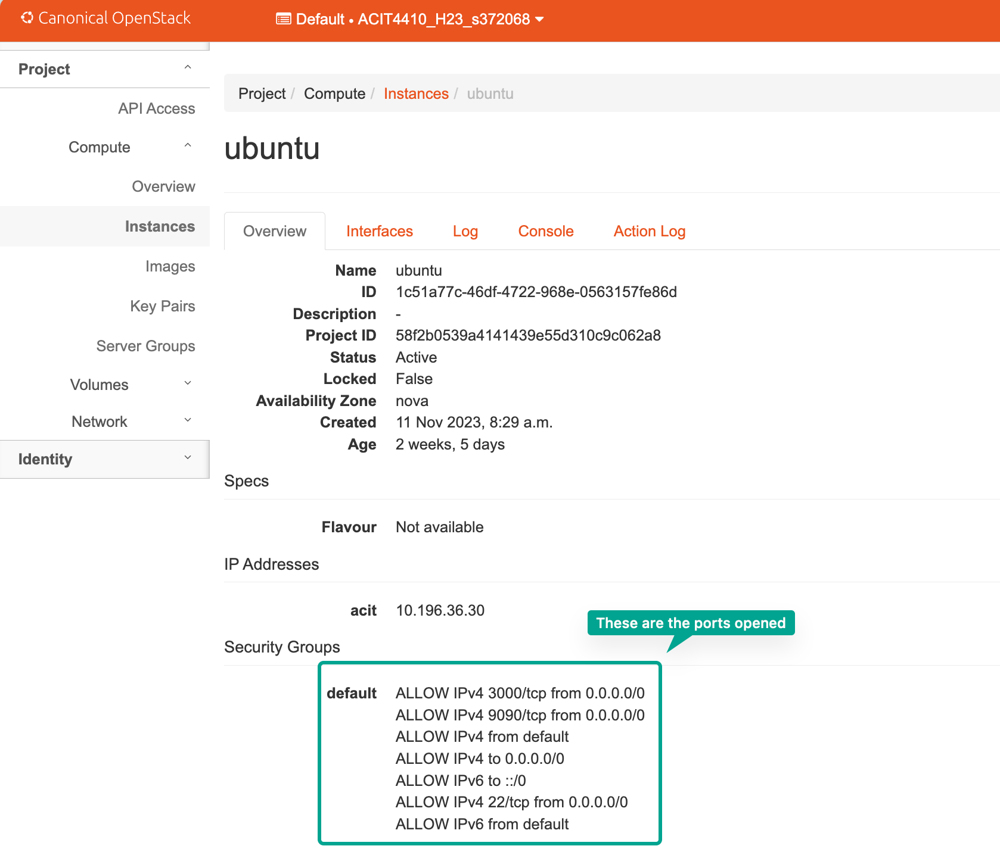 Canonical OpenStack
Default • ACIT4410_H23_s372068
Project
API Access
Compute
Overview
Instances
Images
Key Pairs
Server Groups
Volumes
Network
Identity
Project / Compute / Instances / ubuntu
ubuntu
Overview Interfaces Log Console Action Log
Name ubuntu
ID 1c51a77c-46df-4722-968e-0563157fe86d
Description -
Project ID 58f2b0539a4141439e55d310c9c062a8
Status Active
Locked False
Availability Zone nova
Created 11 Nov 2023, 8:29 a.m.
Age 2 weeks, 5 days
Specs
Flavour Not available
IP Addresses
acit 10.196.36.30
These are the ports opened
Security Groups
default ALLOW IPv4 3000/tcp from 0.0.0.0/0
ALLOW IPv4 9090/tcp from 0.0.0.0/0
ALLOW IPv4 from default
ALLOW IPv4 to 0.0.0.0/0
ALLOW IPv6 to ::/0
ALLOW IPv4 22/tcp from 0.0.0.0/0
ALLOW IPv6 from default